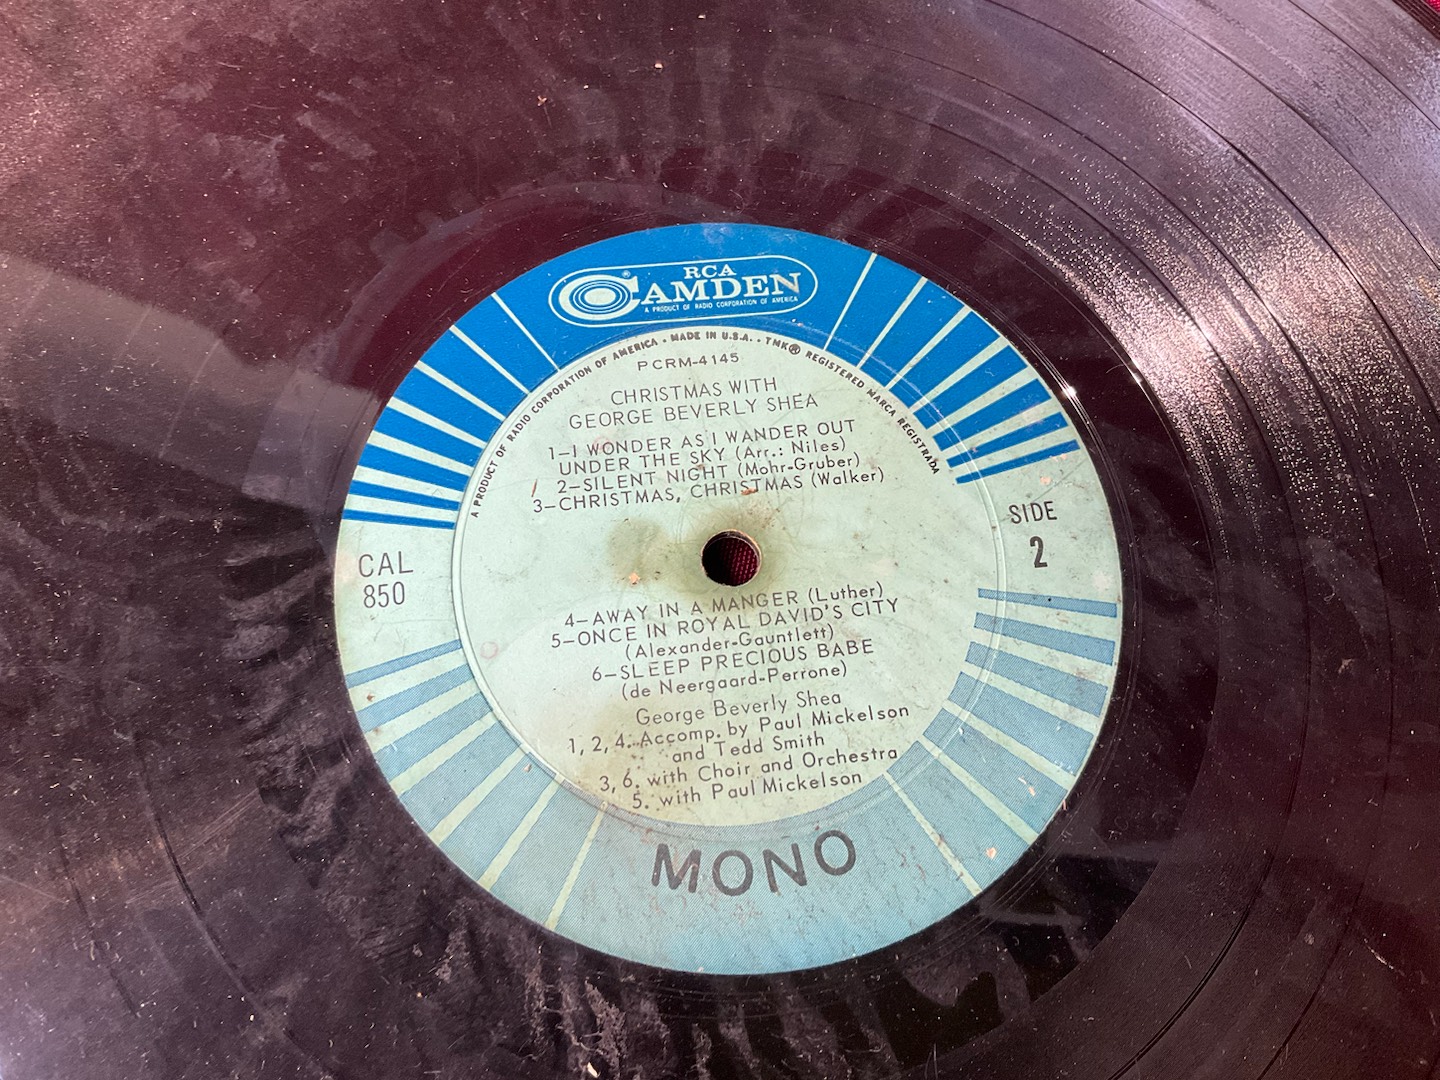 RCA
CAMDEN ®
A PRODUCT OF RADIO CORPORATION OF AMERICA
A PRODUCT OF RADIO CORPORATION OF AMERICA • MADE IN U.S.A. • TMK® REGISTERED MARCA REGISTRADA
PCRM-4145
CHRISTMAS WITH
GEORGE BEVERLY SHEA
1–I WONDER AS I WANDER OUT
UNDER THE SKY (Arr.: Niles)
2–SILENT NIGHT (Mohr-Gruber)
3–CHRISTMAS, CHRISTMAS (Walker)
CAL
850
SIDE
2
4–AWAY IN A MANGER (Luther)
5–ONCE IN ROYAL DAVID'S CITY
(Alexander-Gauntlett)
6–SLEEP PRECIOUS BABE
(de Neergaard-Perrone)
George Beverly Shea
1, 2, 4. Accomp. by Paul Mickelson
and Tedd Smith
3, 6. with Choir and Orchestra
5. with Paul Mickelson
MONO